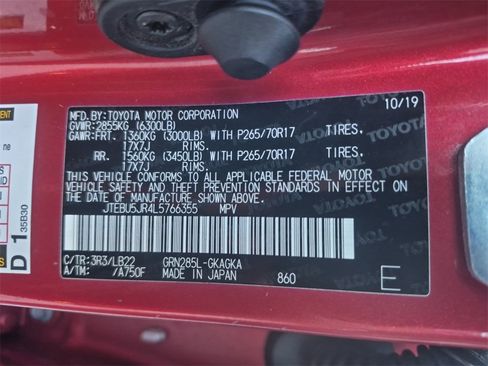 10/19
MFD.BY:TOYOTA MOTOR CORPORATION
GVWR:2855KG (6300LB)
GAWR:FRT. 1360KG (3000LB) WITH P265/70R17 TIRES,
17X7J RIMS.
RR. 1560KG (3450LB) WITH P265/70R17 TIRES,
17X7J RIMS.
THIS VEHICLE CONFORMS TO ALL APPLICABLE FEDERAL MOTOR
VEHICLE SAFETY AND THEFT PREVENTION STANDARDS IN EFFECT
ON THE DATE OF MANUFACTURE SHOWN ABOVE.
JTEBU5JR4L5766355 MPV
C/TR:3R3/LB22 GRN285L-GKAGKA
A/TM: /A750F MADE IN JAPAN 860 E
D 1 35B30